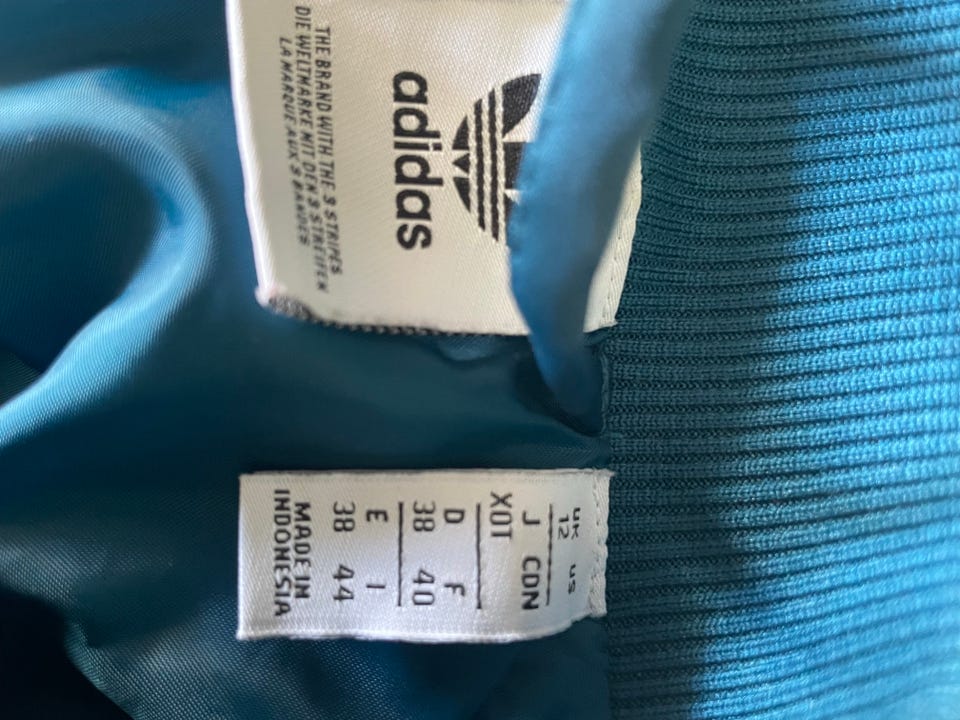 adidas
THE BRAND WITH THE 3 STRIPES
DIE WELTMARKE MIT DEN 3 STREIFEN
LA MARQUE AUX 3 BANDES
UK US
12
J CDN
XOT
D F
38 40
E I
38 44
MADE IN
INDONESIA